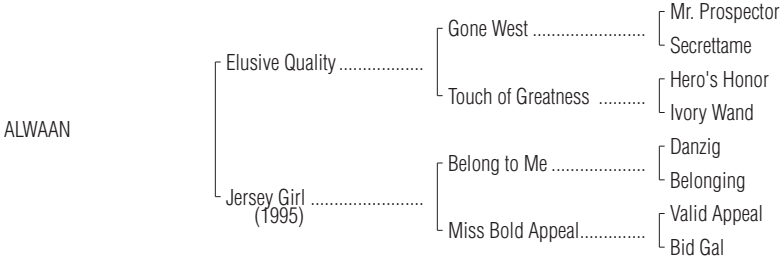 Mr. Prospector
Gone West ........................
Secrettame
Elusive Quality ..................
Hero's Honor
Touch of Greatness ..........
Ivory Wand
ALWAAN
Danzig
Belong to Me ....................
Belonging
Jersey Girl ........................
(1995)
Valid Appeal
Miss Bold Appeal..............
Bid Gal